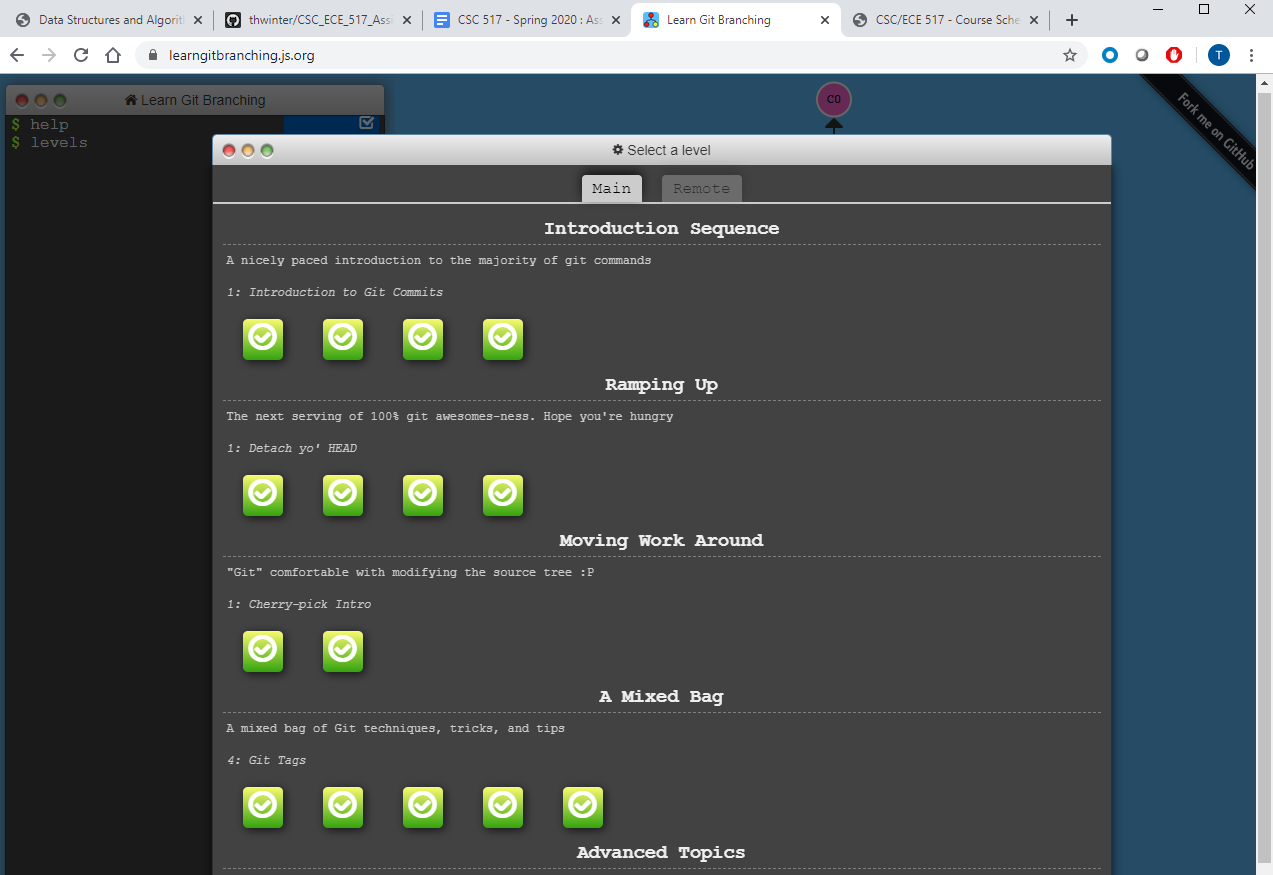 Data Structures and Algorit
thwinter/CSC_ECE_517_Assi
CSC 517 - Spring 2020 : Ass
Learn Git Branching
CSC/ECE 517 - Course Sche
learngitbranching.js.org
T
Learn Git Branching
C0
Fork me on GitHub
$ help
$ levels
Select a level
Main
Remote
Introduction Sequence
A nicely paced introduction to the majority of git commands
1: Introduction to Git Commits
Ramping Up
The next serving of 100% git awesomes-ness. Hope you're hungry
1: Detach yo' HEAD
Moving Work Around
"Git" comfortable with modifying the source tree :P
1: Cherry-pick Intro
A Mixed Bag
A mixed bag of Git techniques, tricks, and tips
4: Git Tags
Advanced Topics